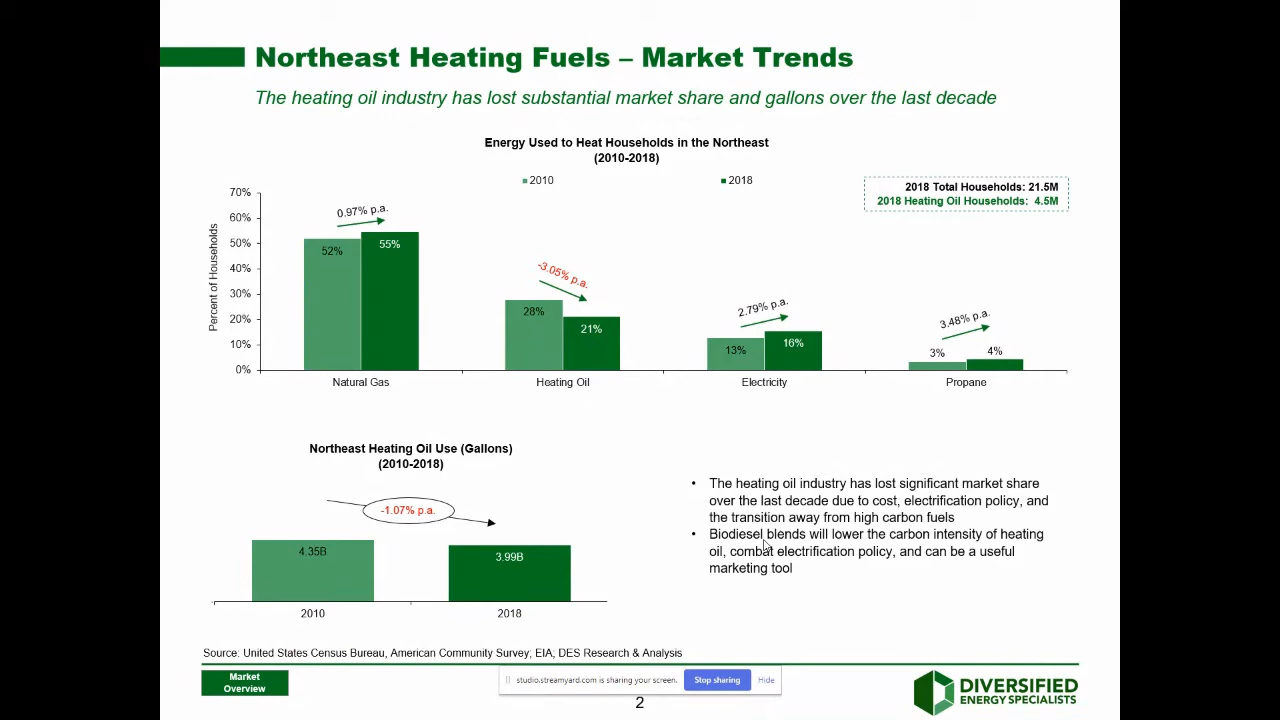 Northeast Heating Fuels – Market Trends
The heating oil industry has lost substantial market share and gallons over the last decade
Energy Used to Heat Households in the Northeast
(2010-2018)
2010
2018
2018 Total Households: 21.5M
2018 Heating Oil Households: 4.5M
Percent of Households
70%
60%
50%
40%
30%
20%
10%
0%
0.97% p.a.
52%
55%
-3.05% p.a.
28%
21%
2.79% p.a.
13%
16%
3.48% p.a.
3%
4%
Natural Gas
Heating Oil
Electricity
Propane
Northeast Heating Oil Use (Gallons)
(2010-2018)
-1.07% p.a.
4.35B
3.99B
2010
2018
• The heating oil industry has lost significant market share
over the last decade due to cost, electrification policy, and
the transition away from high carbon fuels
• Biodiesel blends will lower the carbon intensity of heating
oil, combat electrification policy, and can be a useful
marketing tool
Source: United States Census Bureau, American Community Survey; EIA; DES Research & Analysis
Market
Overview
studio.streamyard.com is sharing your screen.
Stop sharing
Hide
2
DIVERSIFIED
ENERGY SPECIALISTS